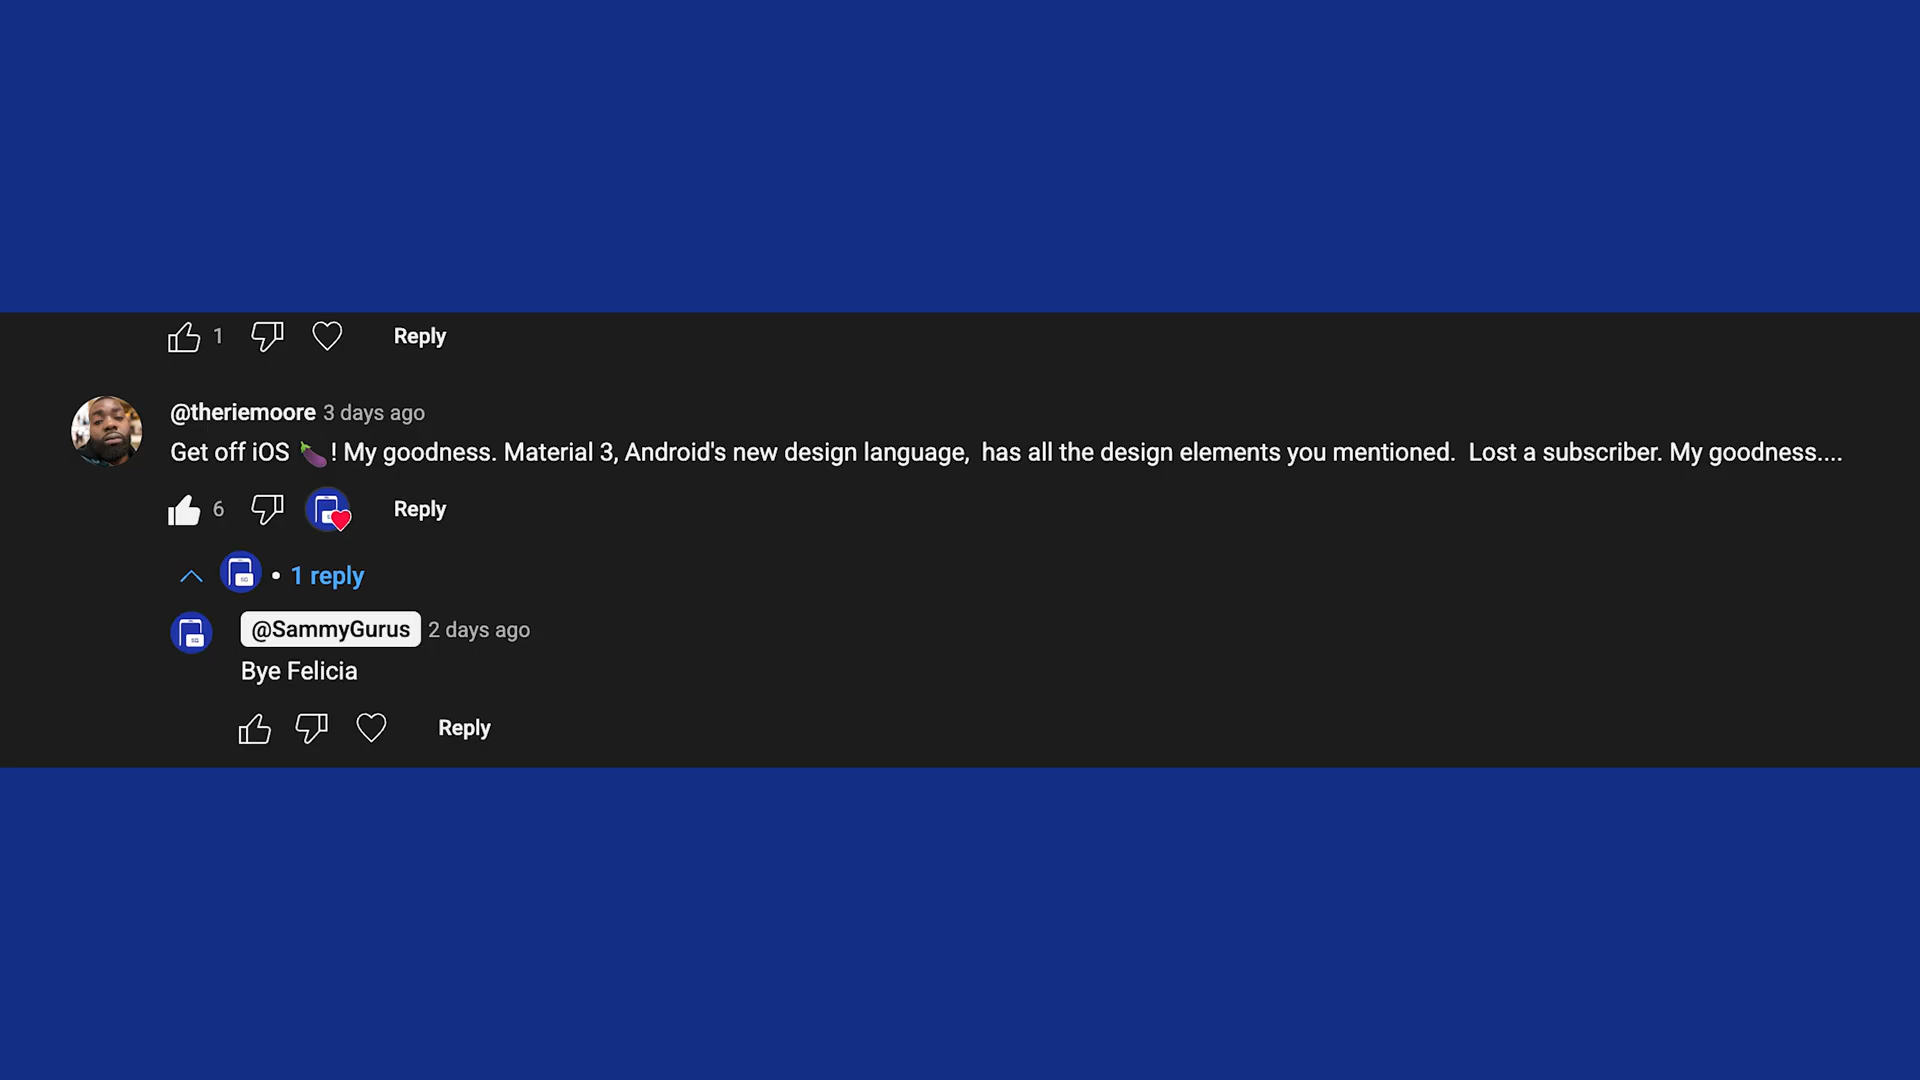 1 Reply
@theriemoore 3 days ago
Get off iOS 🍆! My goodness. Material 3, Android's new design language,  has all the design elements you mentioned.  Lost a subscriber. My goodness....
6 Reply
• 1 reply
@SammyGurus 2 days ago
Bye Felicia
Reply